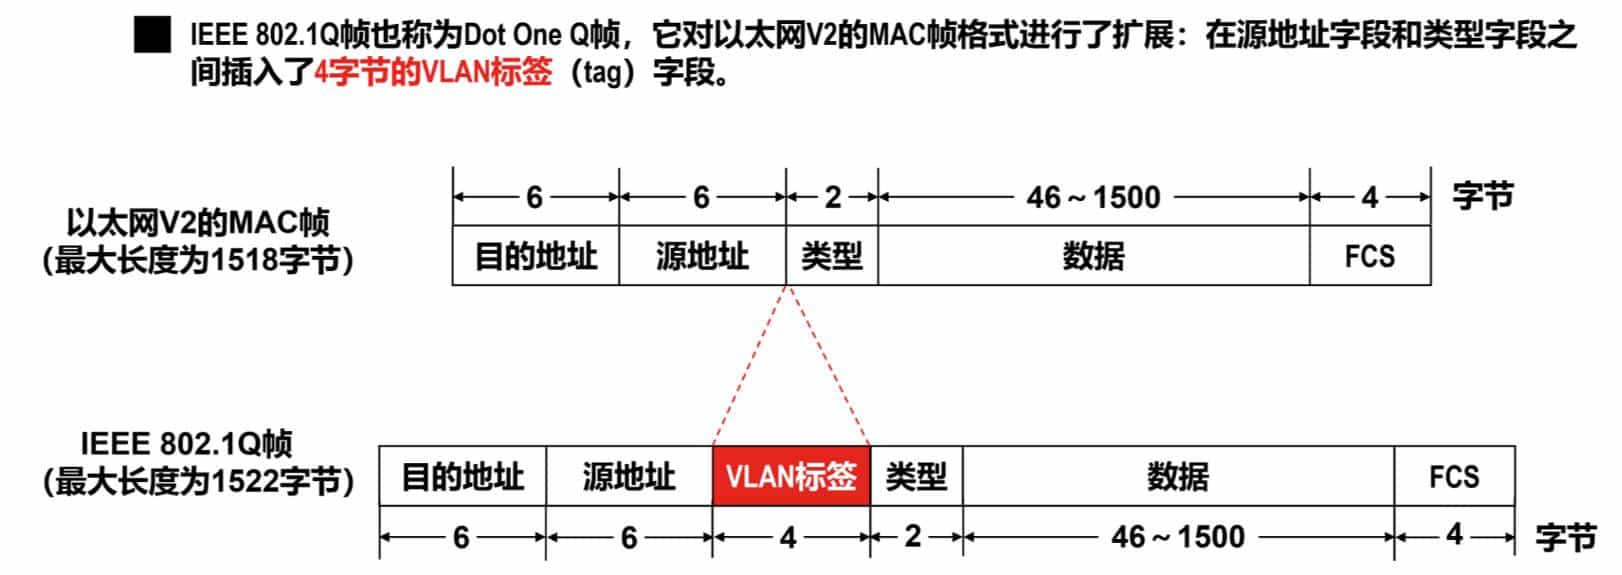 IEEE 802.1Q帧也称为Dot One Q帧，它对以太网V2的MAC帧格式进行了扩展：在源地址字段和类型字段之
间插入了4字节的VLAN标签（tag）字段。
6 6 2 46～1500 4 字节
以太网V2的MAC帧
(最大长度为1518字节)
目的地址 源地址 类型 数据 FCS
IEEE 802.1Q帧
(最大长度为1522字节)
目的地址 源地址 VLAN标签 类型 数据 FCS
6 6 4 2 46～1500 4 字节